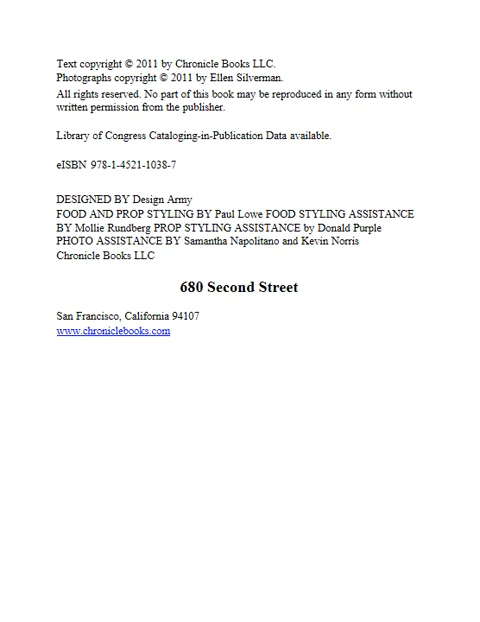 Text copyright © 2011 by Chronicle Books LLC.
Photographs copyright © 2011 by Ellen Silverman.
All rights reserved. No part of this book may be reproduced in any form without
written permission from the publisher.
Library of Congress Cataloging-in-Publication Data available.
eISBN 978-1-4521-1038-7
DESIGNED BY Design Army
FOOD AND PROP STYLING BY Paul Lowe FOOD STYLING ASSISTANCE
BY Mollie Rundberg PROP STYLING ASSISTANCE by Donald Purple
PHOTO ASSISTANCE BY Samantha Napolitano and Kevin Norris
Chronicle Books LLC
680 Second Street
San Francisco, California 94107
www.chroniclebooks.com